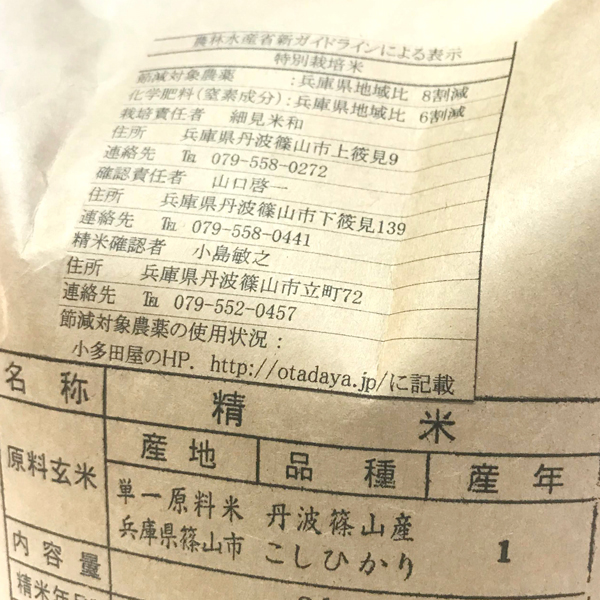 農林水産省新ガイドラインによる表示
特別栽培米
節減対象農薬 :兵庫県地域比 8割減
化学肥料(窒素成分):兵庫県地域比 6割減
栽培責任者 細見米和
住所 兵庫県丹波篠山市上筱見9
連絡先 ℡ 079-558-0272
確認責任者 山口啓一
住所 兵庫県丹波篠山市下筱見139
連絡先 ℡ 079-558-0441
精米確認者 小島敏之
住所 兵庫県丹波篠山市立町72
連絡先 ℡ 079-552-0457
節減対象農薬の使用状況:
小多田屋のHP. http://otadaya.jp/に記載
名称 精米
原料玄米 産地 品種 産年
単一原料米 丹波篠山産
兵庫県篠山市 こしひかり 1
内容量